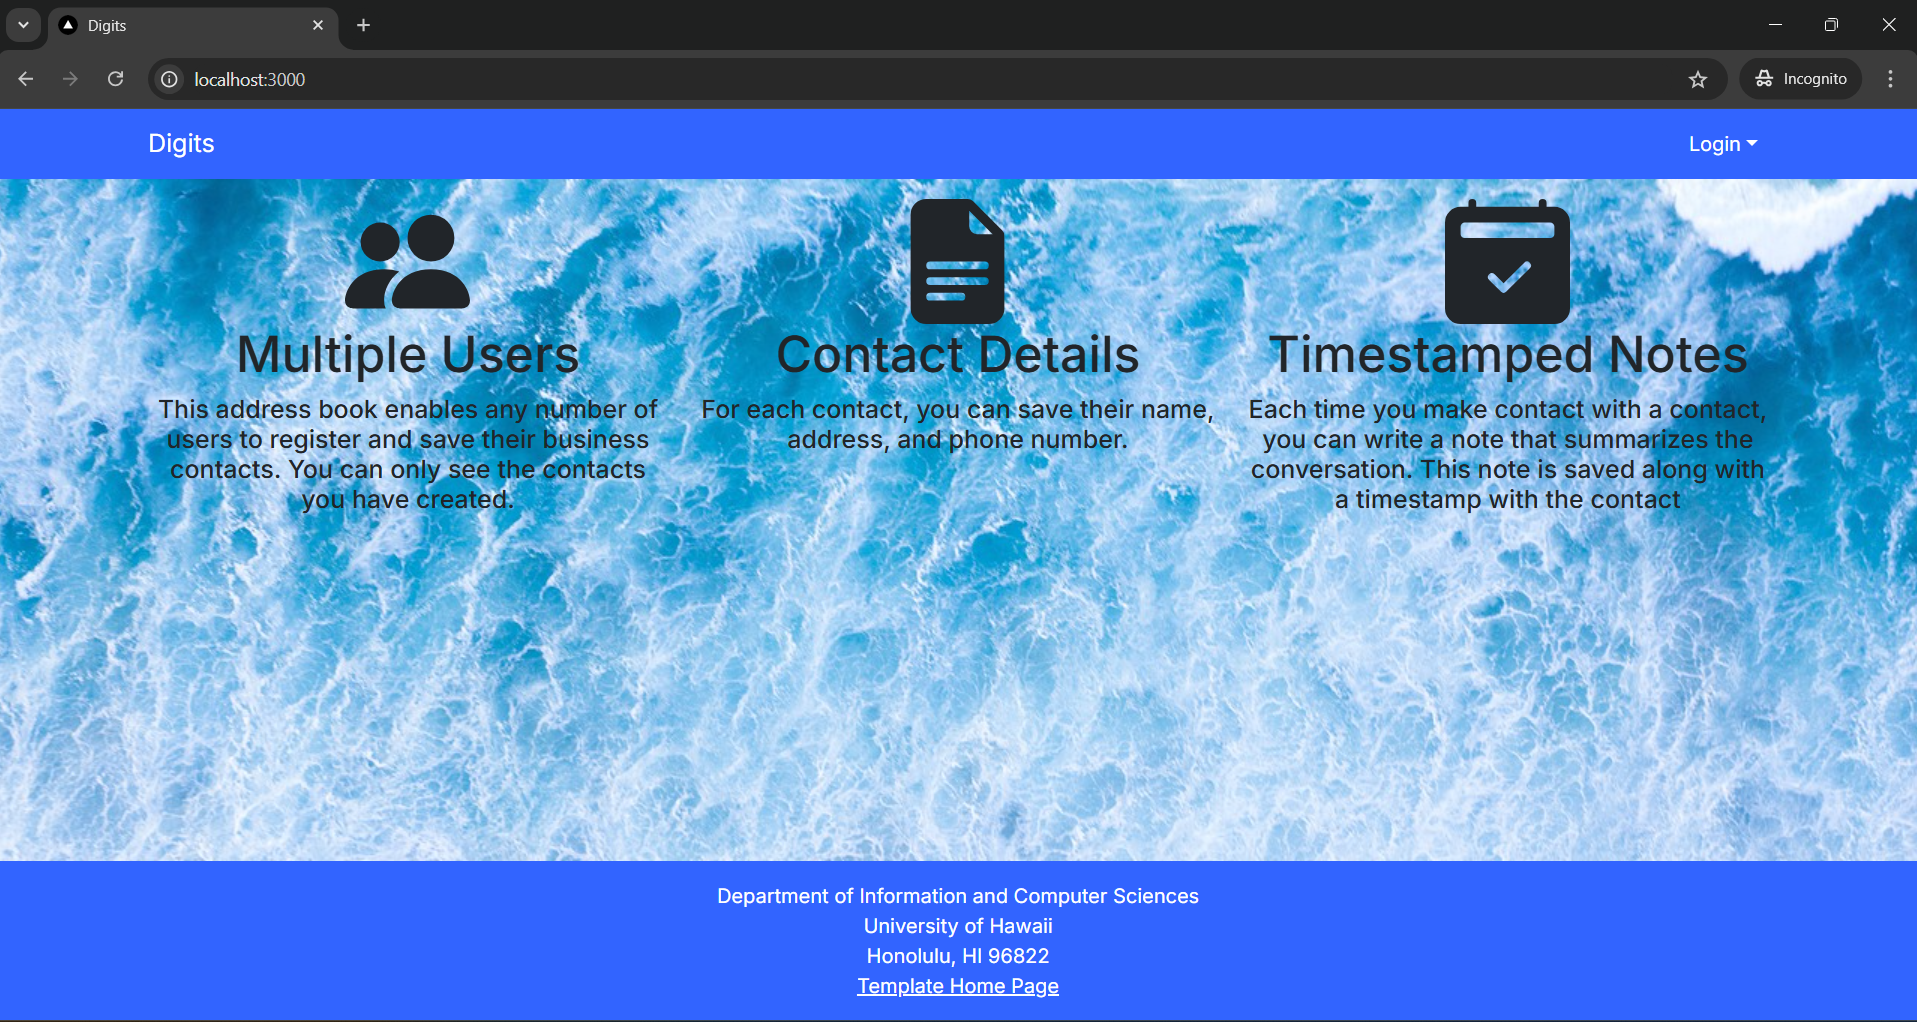 Digits
localhost:3000
Incognito
Digits
Login
Multiple Users
This address book enables any number of
users to register and save their business
contacts. You can only see the contacts
you have created.
Contact Details
For each contact, you can save their name,
address, and phone number.
Timestamped Notes
Each time you make contact with a contact,
you can write a note that summarizes the
conversation. This note is saved along with
a timestamp with the contact
Department of Information and Computer Sciences
University of Hawaii
Honolulu, HI 96822
Template Home Page